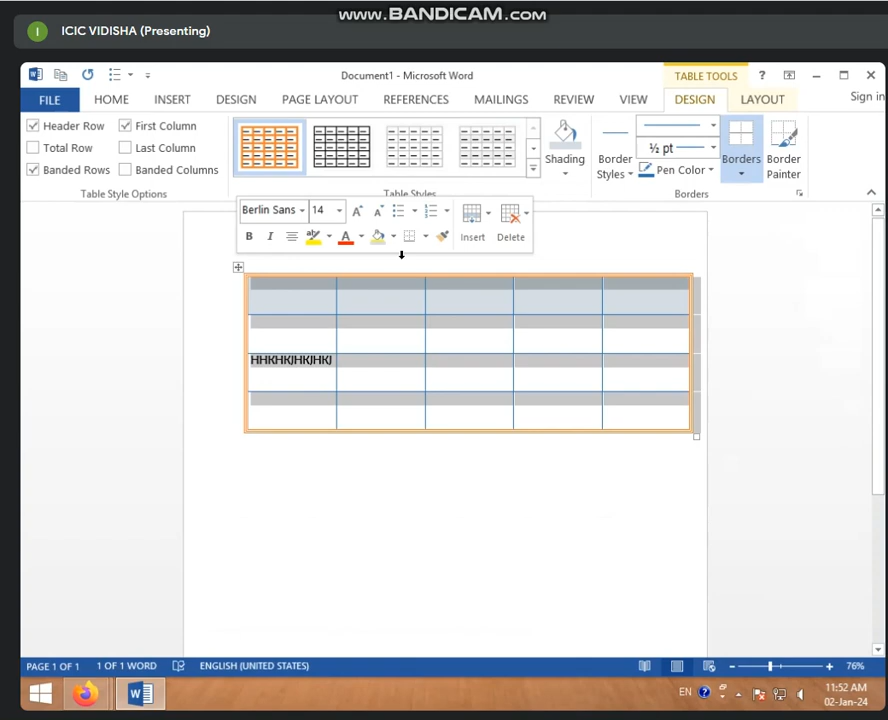 www.BANDICAM.com
I ICIC VIDISHA (Presenting)
Document1 - Microsoft Word
TABLE TOOLS
?
FILE HOME INSERT DESIGN PAGE LAYOUT REFERENCES MAILINGS REVIEW VIEW DESIGN LAYOUT Sign in
Header Row First Column
Total Row Last Column
Banded Rows Banded Columns
Table Style Options
Table Styles
Shading
Border Styles
½ pt
Pen Color
Borders
Border Painter
Borders
Berlin Sans 14
Insert Delete
HHKHKJHKJHKJ
PAGE 1 OF 1 1 OF 1 WORD ENGLISH (UNITED STATES) 76%
EN 11:52 AM
02-Jan-24